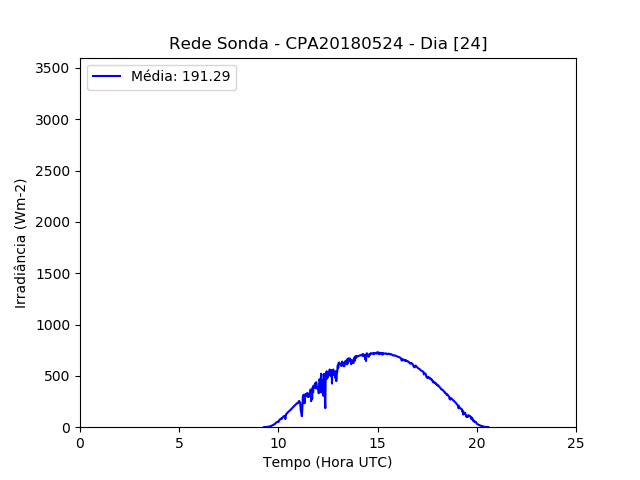 Rede Sonda - CPA20180524 - Dia [24]
Média: 191.29
Irradiância (Wm-2)
3500
3000
2500
2000
1500
1000
500
0
0 5 10 15 20 25
Tempo (Hora UTC)